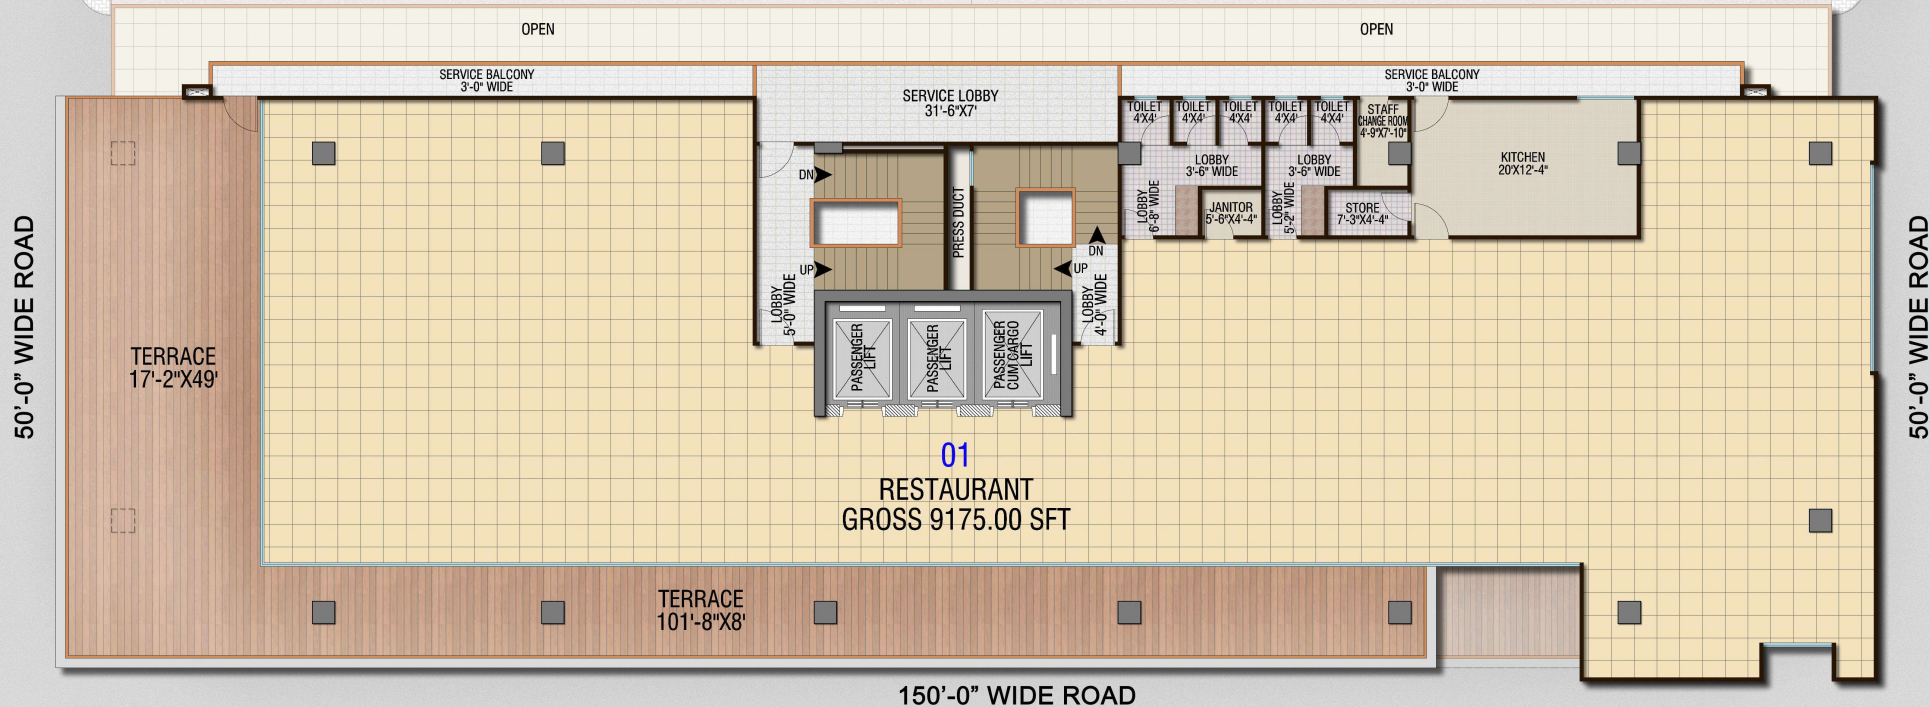 OPEN
OPEN
SERVICE BALCONY
3'-0" WIDE
SERVICE LOBBY
31'-6"X7'
SERVICE BALCONY
3'-0" WIDE
TOILET
4'X4'
TOILET
4'X4'
TOILET
4'X4'
TOILET
4'X4'
TOILET
4'X4'
STAFF
CHANGE ROOM
4'-9"X7'-10"
KITCHEN
20'X12'-4"
LOBBY
3'-6" WIDE
LOBBY
3'-6" WIDE
DN
PRESS DUCT
LOBBY
6'-8" WIDE
JANITOR
5'-6"X4'-4"
LOBBY
5'-2" WIDE
STORE
7'-3"X4'-4"
DN
UP
UP
LOBBY
5'-0" WIDE
LOBBY
4'-0" WIDE
PASSENGER
LIFT
PASSENGER
LIFT
PASSENGER
CUM CARGO
LIFT
50'-0" WIDE ROAD
TERRACE
17'-2"X49'
50'-0" WIDE ROAD
01
RESTAURANT
GROSS 9175.00 SFT
TERRACE
101'-8"X8'
150'-0" WIDE ROAD